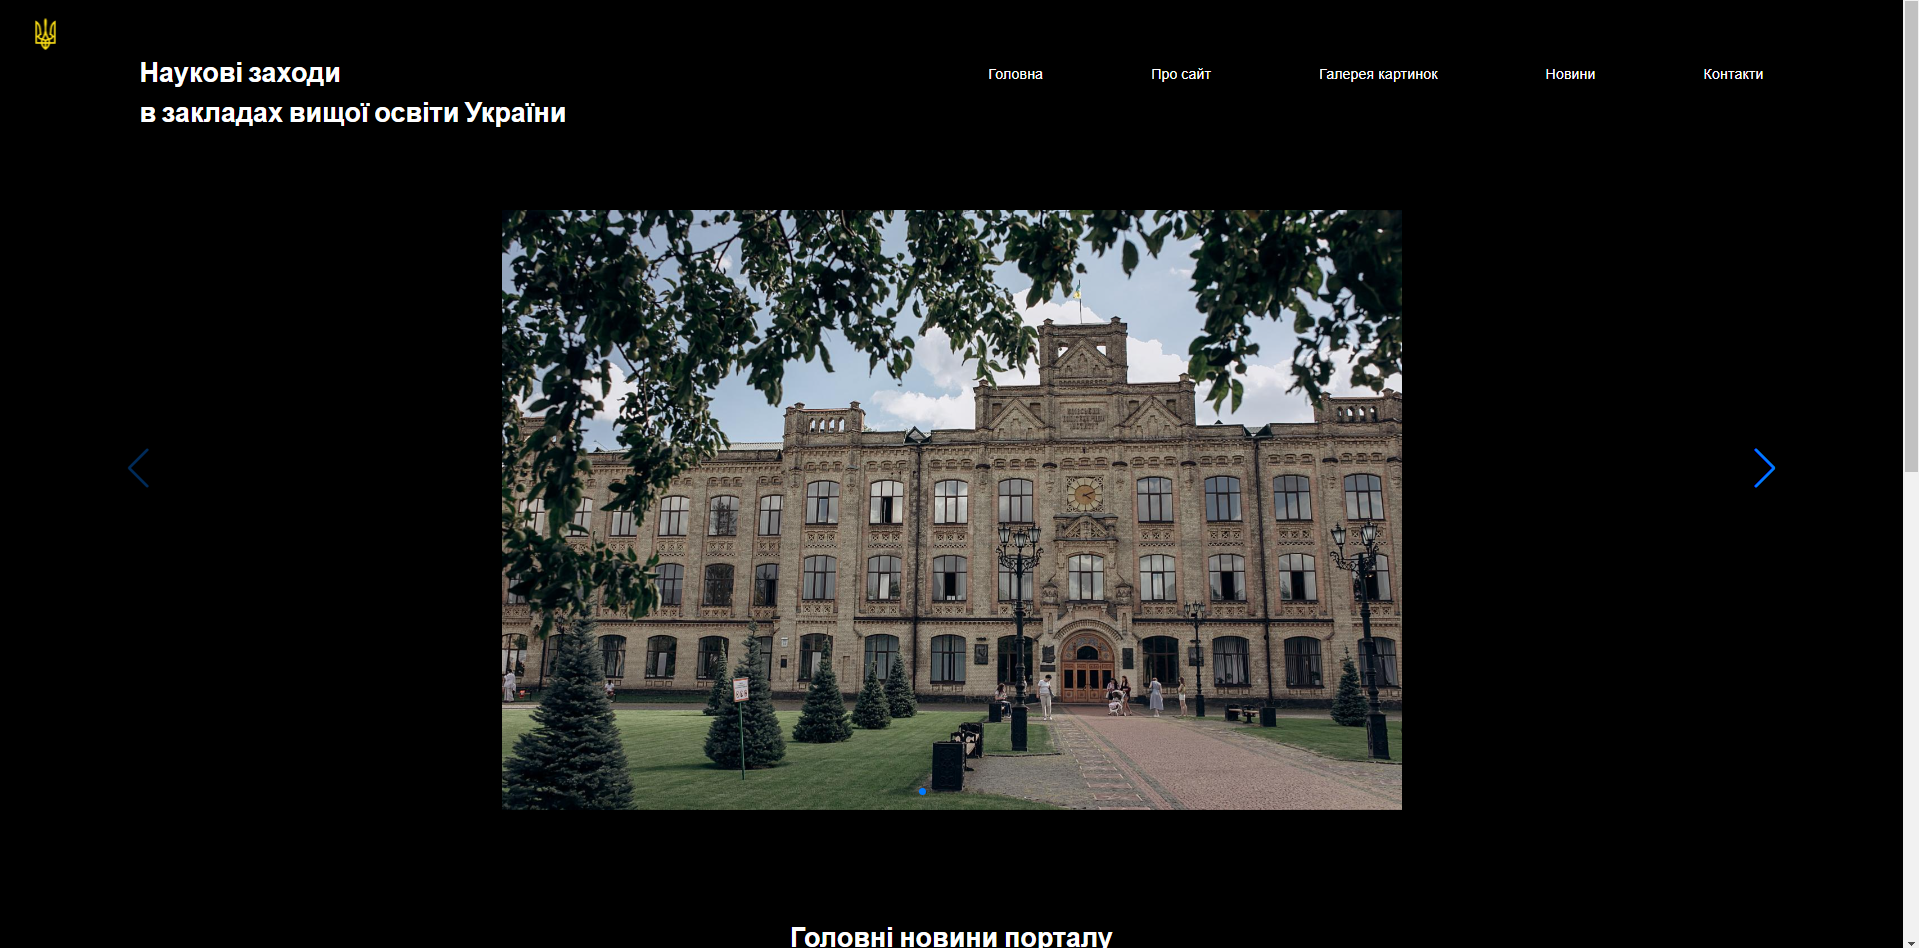 Наукові заходи
в закладах вищої освіти України
Головна
Про сайт
Галерея картинок
Новини
Контакти
Головні новини порталу